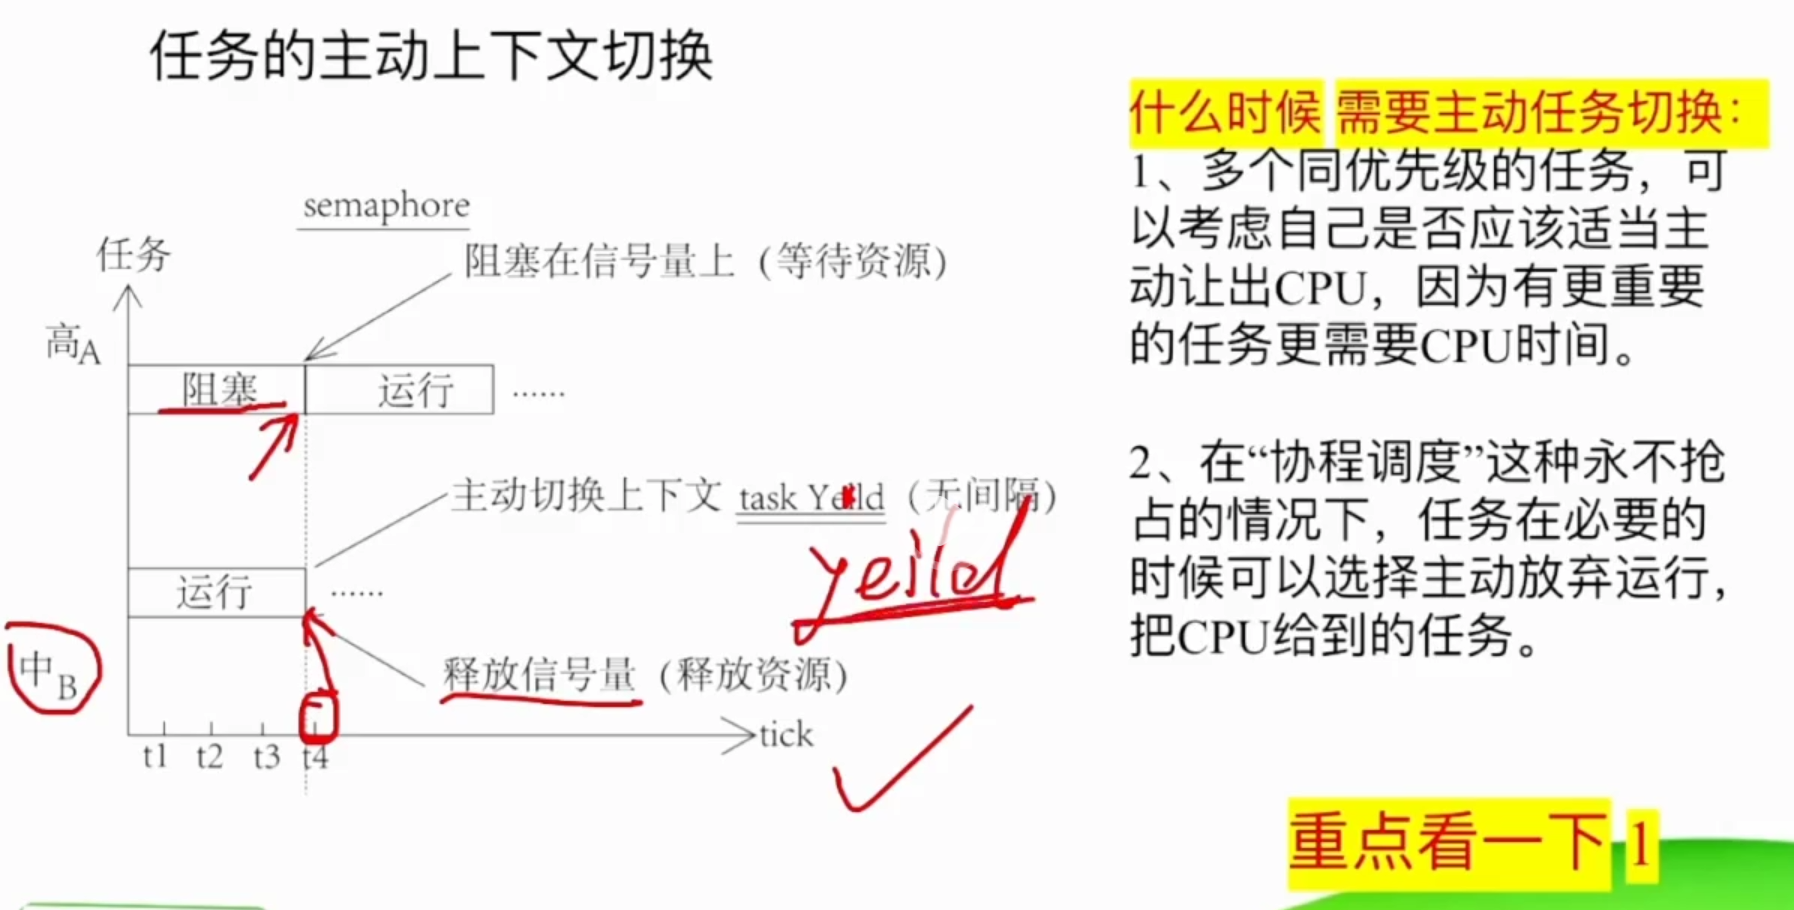 任务的主动上下文切换
semaphore
任务
阻塞在信号量上（等待资源）
高A
阻塞
运行
……
主动切换上下文 task Yeild（无间隔）
yeild
运行
……
中B
释放信号量（释放资源）
t1 t2 t3 t4
tick
什么时候 需要主动任务切换：
1、多个同优先级的任务，可
以考虑自己是否应该适当主
动让出CPU，因为有更重要
的任务更需要CPU时间。
2、在“协程调度”这种永不抢
占的情况下，任务在必要的
时候可以选择主动放弃运行，
把CPU给到的任务。
重点看一下 1